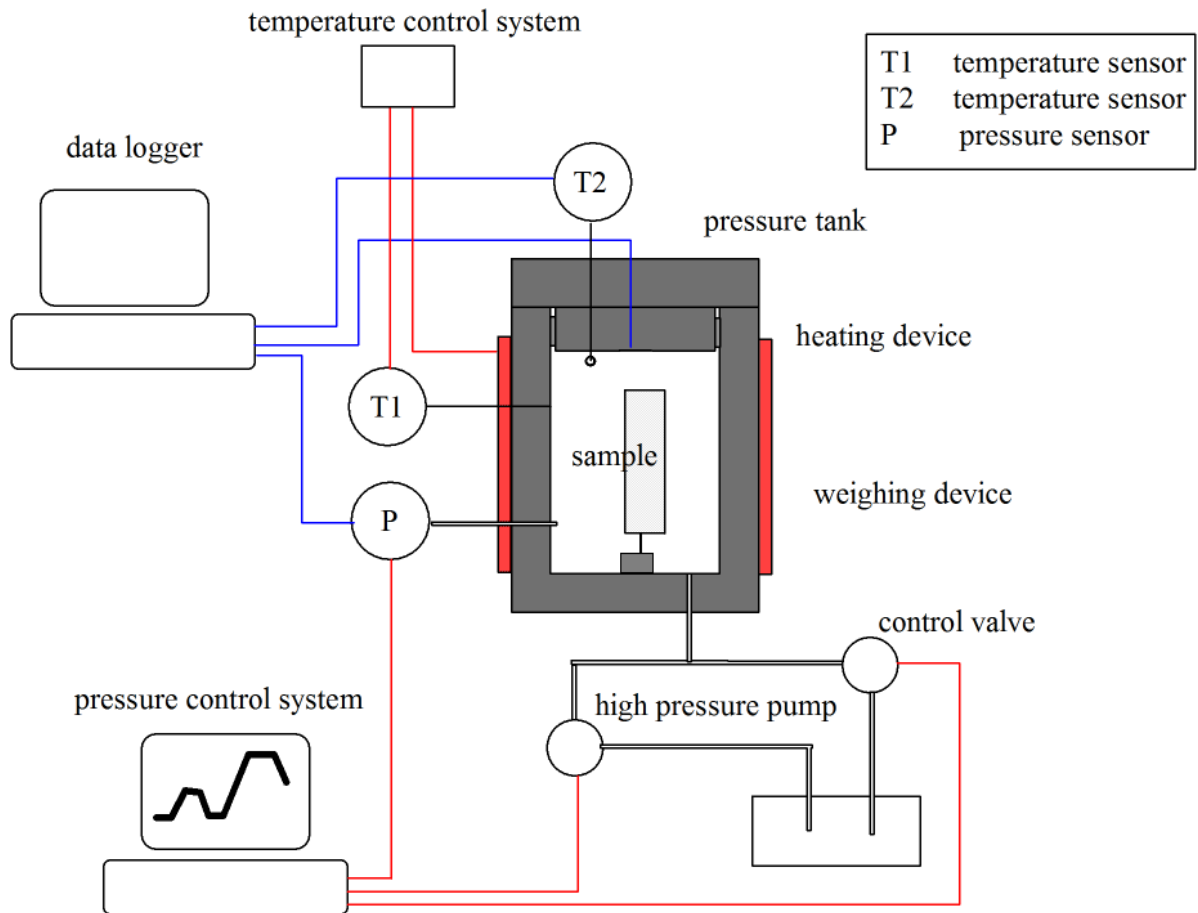 temperature control system
T1 temperature sensor
T2 temperature sensor
P pressure sensor
data logger
T2
pressure tank
heating device
T1
sample
weighing device
P
control valve
pressure control system
high pressure pump